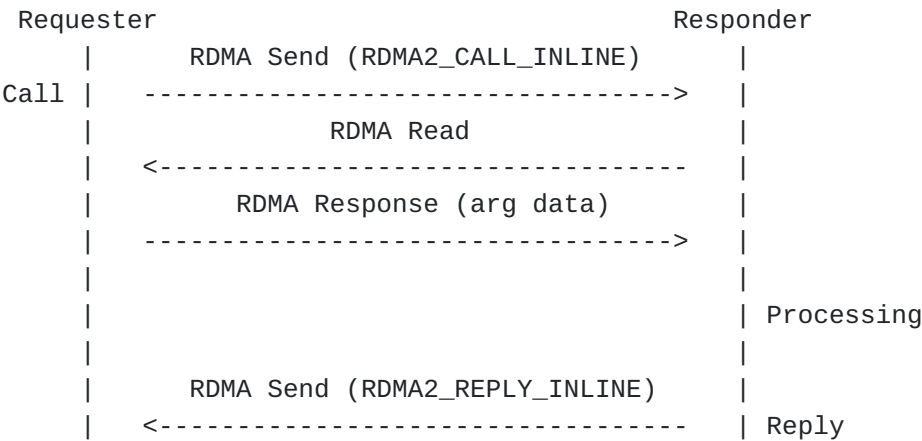 Requester                                 Responder
     |      RDMA Send (RDMA2_CALL_INLINE)      |
Call |   ---------------------------------->   |
     |               RDMA Read                 |
     |   <----------------------------------   |
     |         RDMA Response (arg data)        |
     |   ---------------------------------->   |
     |                                         |
     |                                         | Processing
     |                                         |
     |      RDMA Send (RDMA2_REPLY_INLINE)     |
     |   <----------------------------------   | Reply